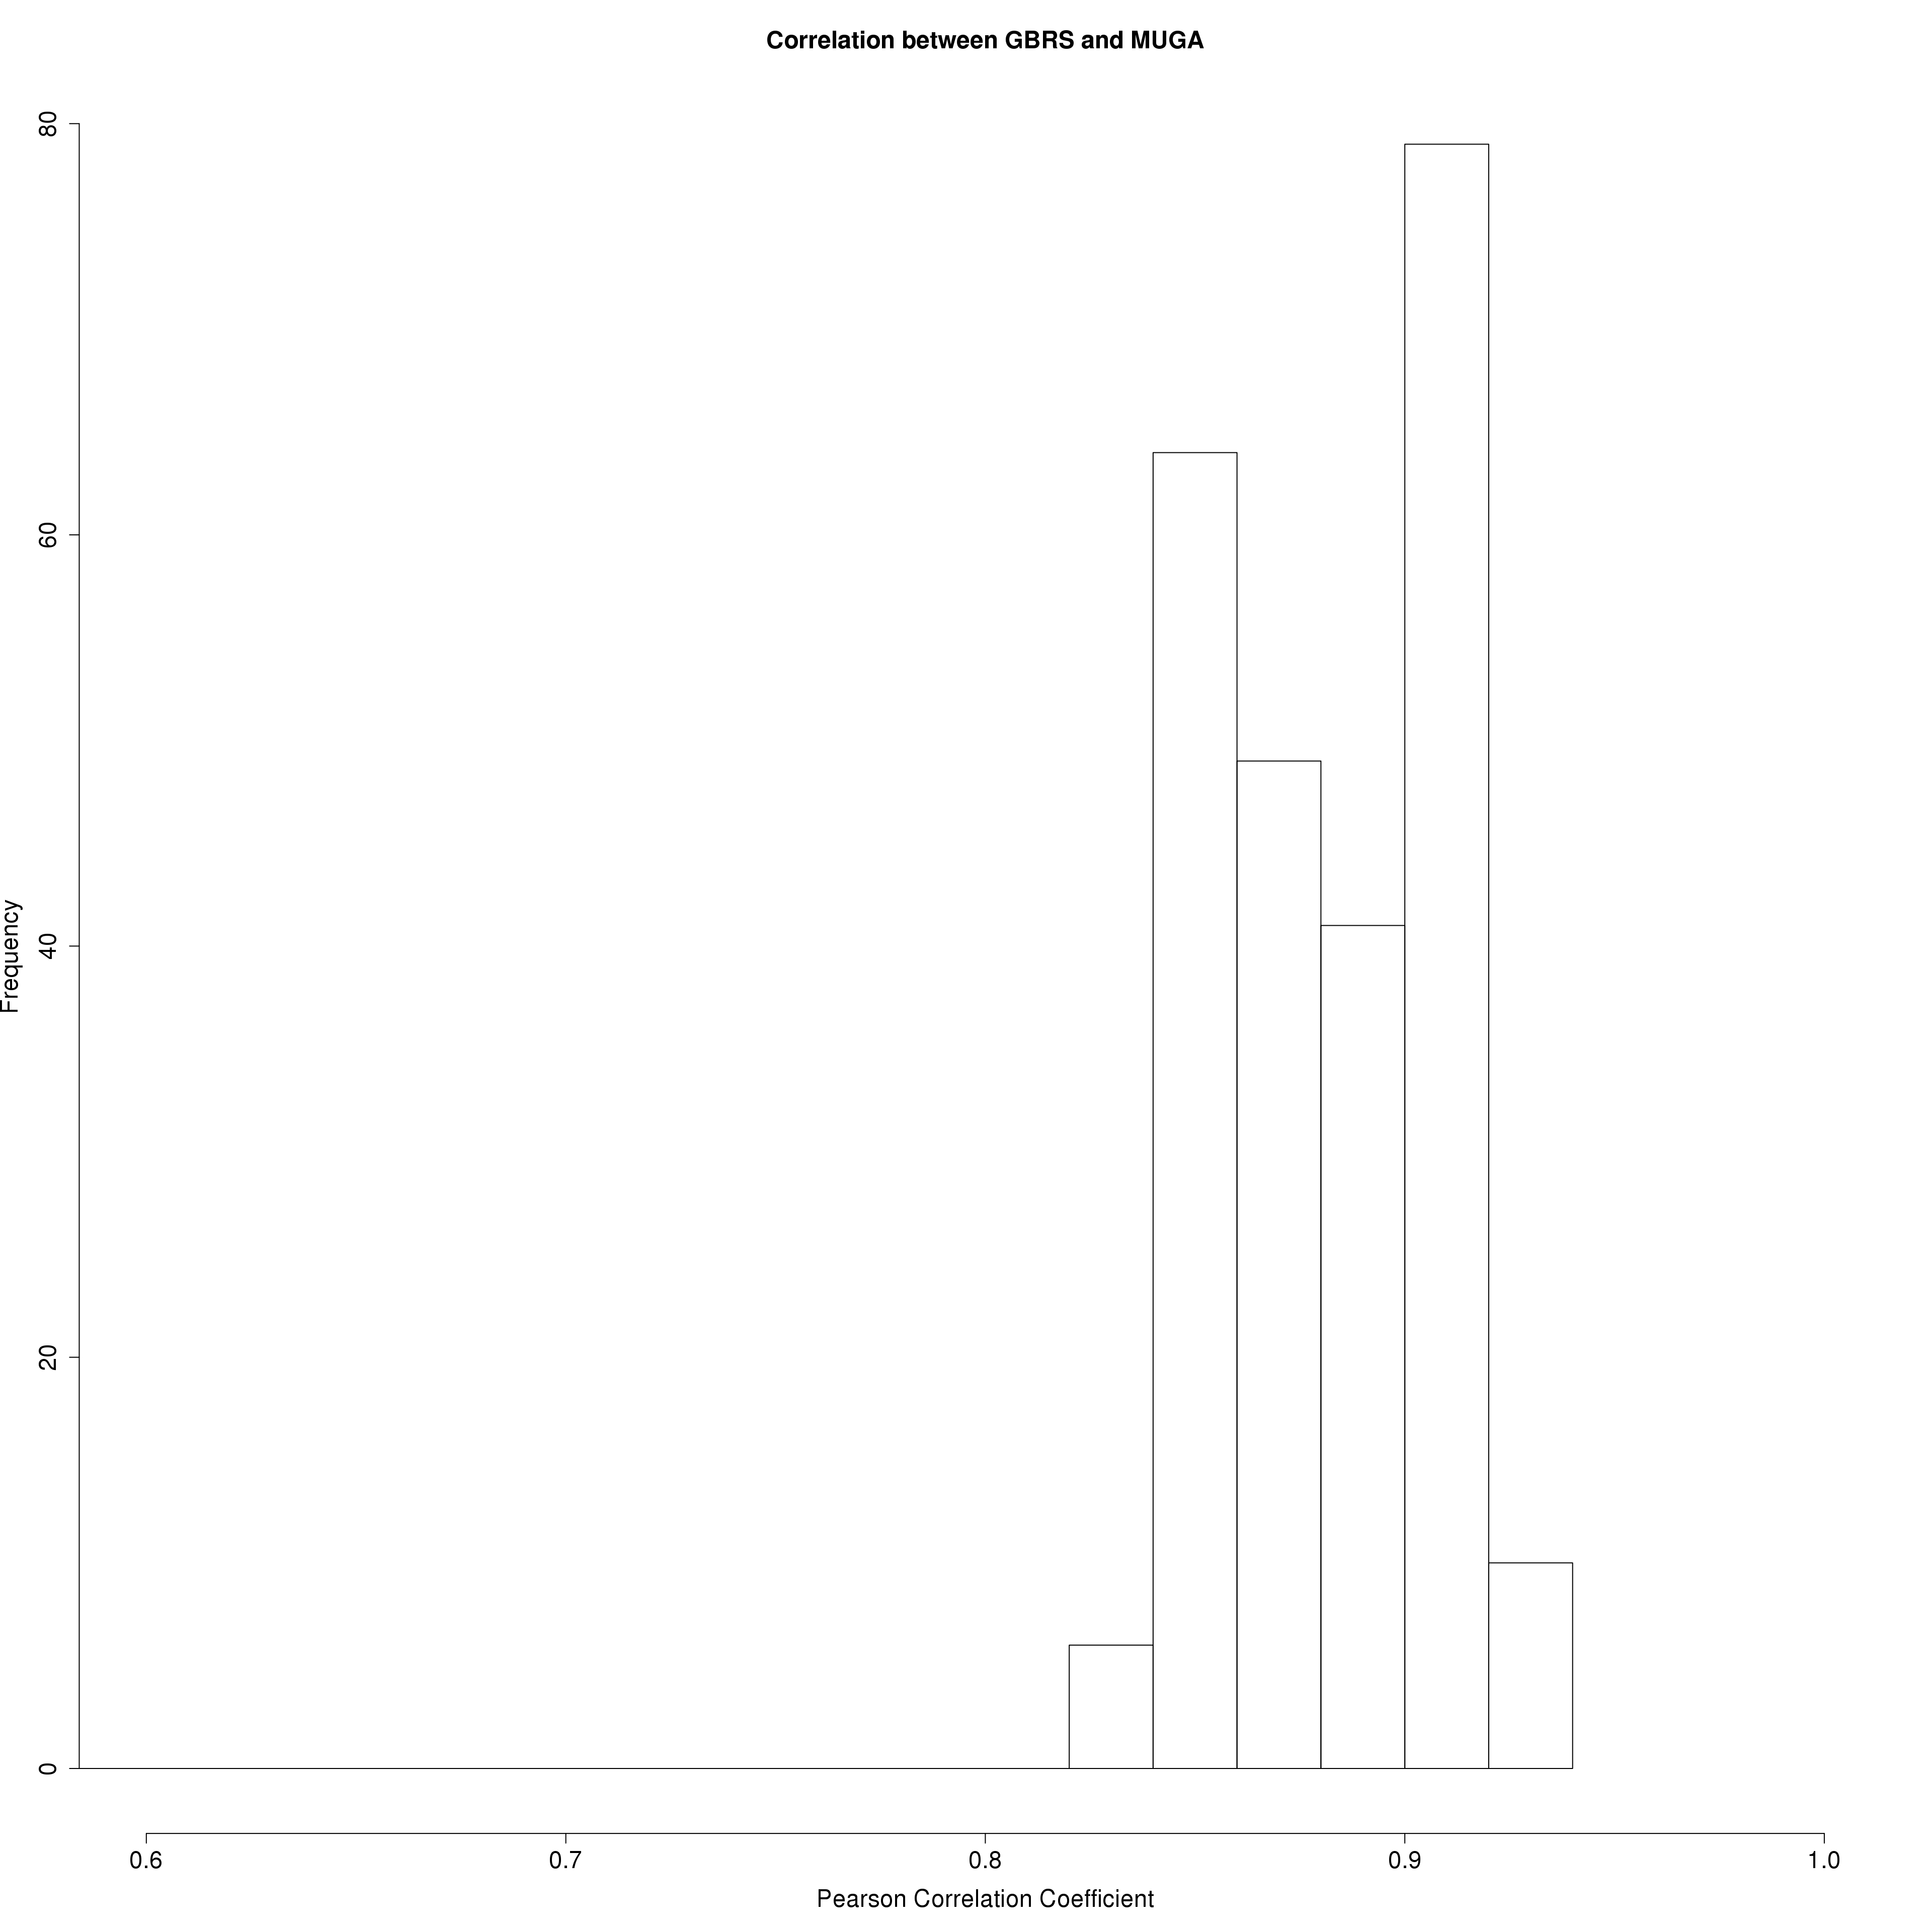 Correlation between GBRS and MUGA
80
60
40
20
0
Frequency
0.6 0.7 0.8 0.9 1.0
Pearson Correlation Coefficient